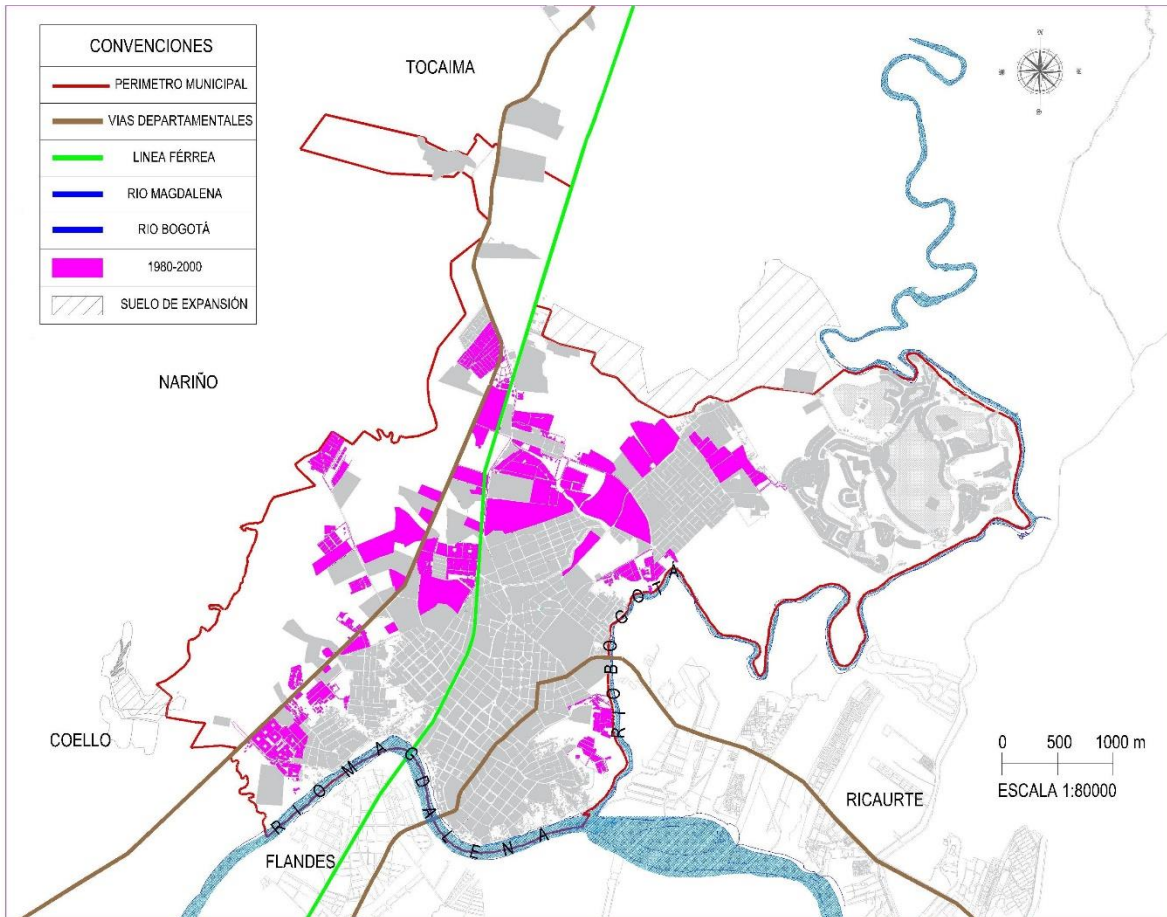 CONVENCIONES
PERIMETRO MUNICIPAL
VIAS DEPARTAMENTALES
LINEA FÉRREA
RIO MAGDALENA
RIO BOGOTÁ
1980-2000
SUELO DE EXPANSIÓN
TOCAIMA
NARIÑO
COELLO
FLANDES
RICAURTE
RIO MAGDALENA
RIO BOGOTA
0 500 1000 m
ESCALA 1:80000